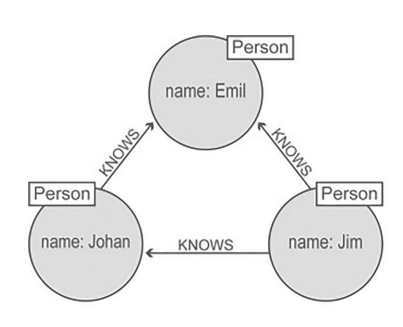 Person
name: Emil
KNOWS
KNOWS
Person
Person
name: Johan
KNOWS
name: Jim